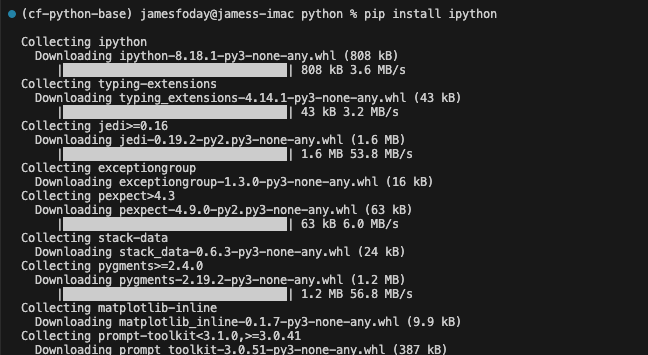 (cf-python-base) jamesfoday@jamess-imac python % pip install ipython
Collecting ipython
Downloading ipython-8.18.1-py3-none-any.whl (808 kB)
| | 808 kB 3.6 MB/s
Collecting typing-extensions
Downloading typing_extensions-4.14.1-py3-none-any.whl (43 kB)
| | 43 kB 3.2 MB/s
Collecting jedi>=0.16
Downloading jedi-0.19.2-py2.py3-none-any.whl (1.6 MB)
| | 1.6 MB 53.8 MB/s
Collecting exceptiongroup
Downloading exceptiongroup-1.3.0-py3-none-any.whl (16 kB)
Collecting pexpect>4.3
Downloading pexpect-4.9.0-py2.py3-none-any.whl (63 kB)
| | 63 kB 6.0 MB/s
Collecting stack-data
Downloading stack_data-0.6.3-py3-none-any.whl (24 kB)
Collecting pygments>=2.4.0
Downloading pygments-2.19.2-py3-none-any.whl (1.2 MB)
| | 1.2 MB 56.8 MB/s
Collecting matplotlib-inline
Downloading matplotlib_inline-0.1.7-py3-none-any.whl (9.9 kB)
Collecting prompt-toolkit<3.1.0,>=3.0.41
Downloading prompt_toolkit-3.0.51-py3-none-any.whl (387 kB)